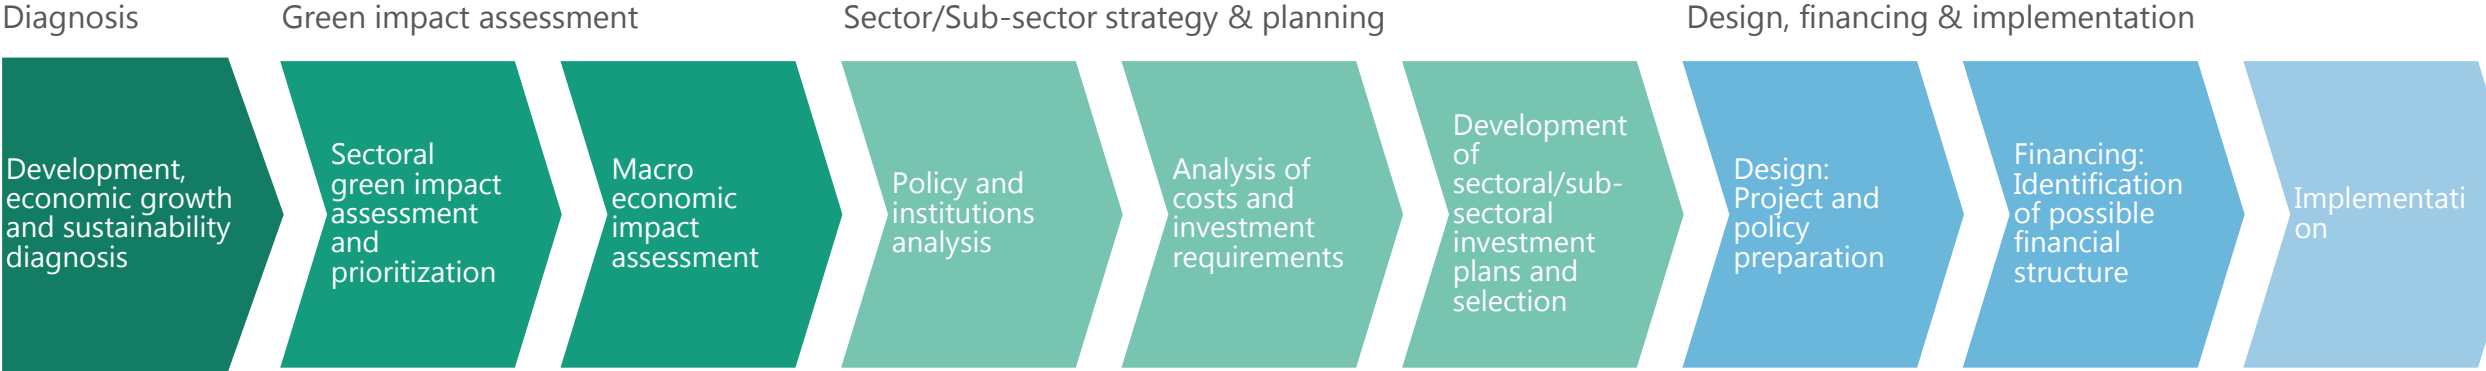 Diagnosis
Green impact assessment
Sector/Sub-sector strategy & planning
Design, financing & implementation
Development,
economic growth
and sustainability
diagnosis
Sectoral
green impact
assessment
and
prioritization
Macro
economic
impact
assessment
Policy and
institutions
analysis
Analysis of
costs and
investment
requirements
Development
of
sectoral/sub-
sectoral
investment
plans and
selection
Design:
Project and
policy
preparation
Financing:
Identification
of possible
financial
structure
Implementati
on